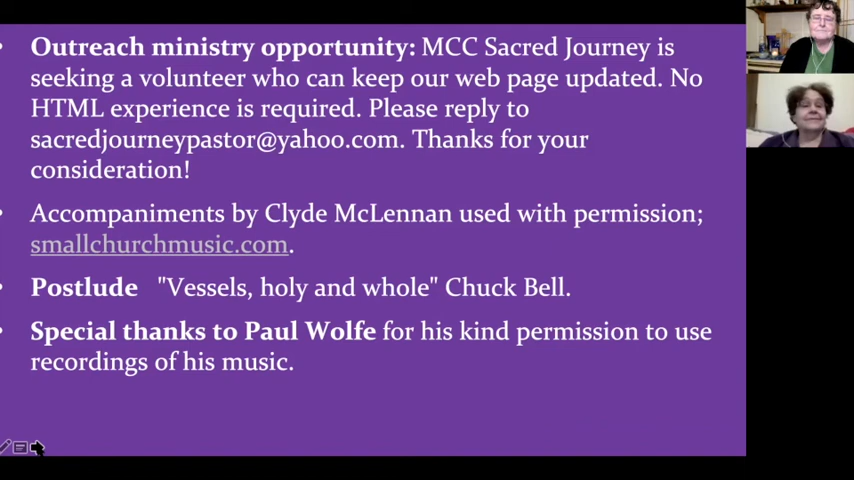 Outreach ministry opportunity: MCC Sacred Journey is
seeking a volunteer who can keep our web page updated. No
HTML experience is required. Please reply to
sacredjourneypastor@yahoo.com. Thanks for your
consideration!
Accompaniments by Clyde McLennan used with permission;
smallchurchmusic.com.
Postlude "Vessels, holy and whole" Chuck Bell.
Special thanks to Paul Wolfe for his kind permission to use
recordings of his music.